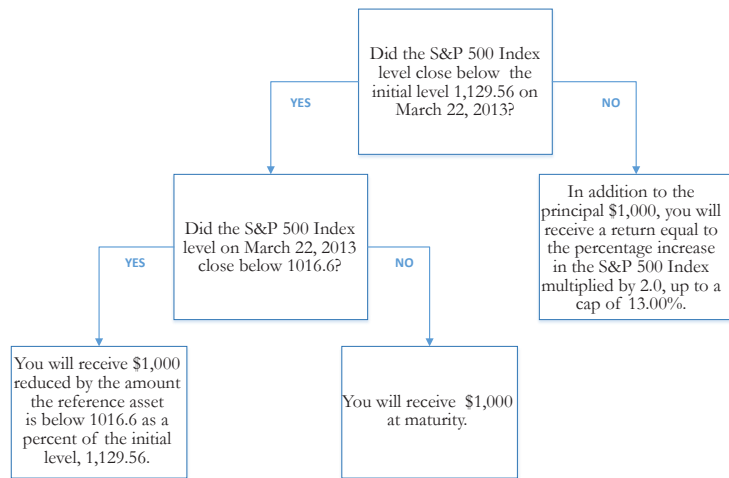 Did the S&P 500 Index
level close below the
initial level 1,129.56 on
March 22, 2013?
YES
NO
Did the S&P 500 Index
level on March 22, 2013
close below 1016.6?
In addition to the
principal $1,000, you will
receive a return equal to
the percentage increase
in the S&P 500 Index
multiplied by 2.0, up to a
cap of 13.00%.
YES
NO
You will receive $1,000
reduced by the amount
the reference asset
is below 1016.6 as a
percent of the initial
level, 1,129.56.
You will receive $1,000
at maturity.